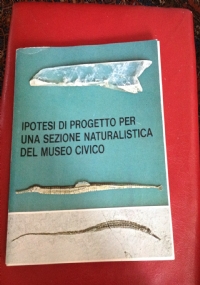 IPOTESI DI PROGETTO PER
UNA SEZIONE NATURALISTICA
DEL MUSEO CIVICO